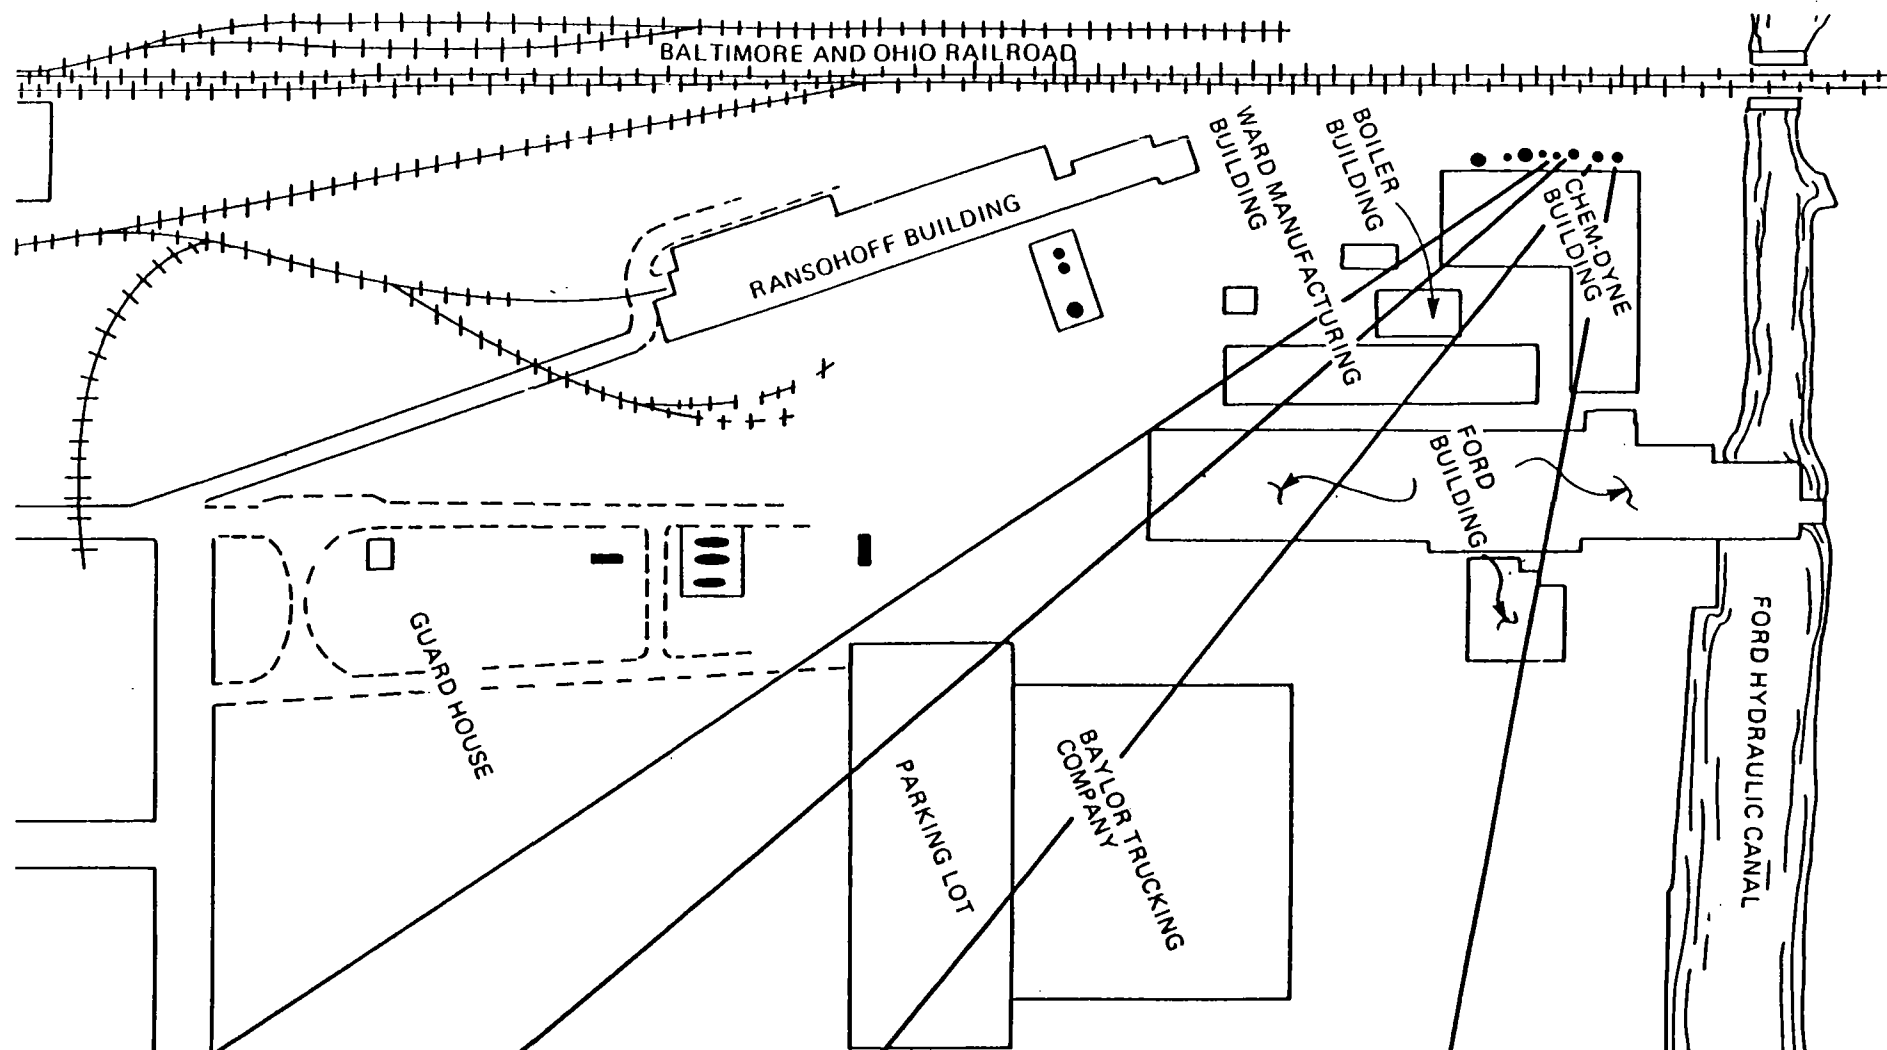 BALTIMORE AND OHIO RAILROAD
WARD MANUFACTURING
BUILDING
BOILER
BUILDING
CHEM-DYNE
BUILDING
RANSOHOFF BUILDING
FORD
BUILDING
GUARD HOUSE
PARKING LOT
BAYLOR TRUCKING
COMPANY
FORD HYDRAULIC CANAL